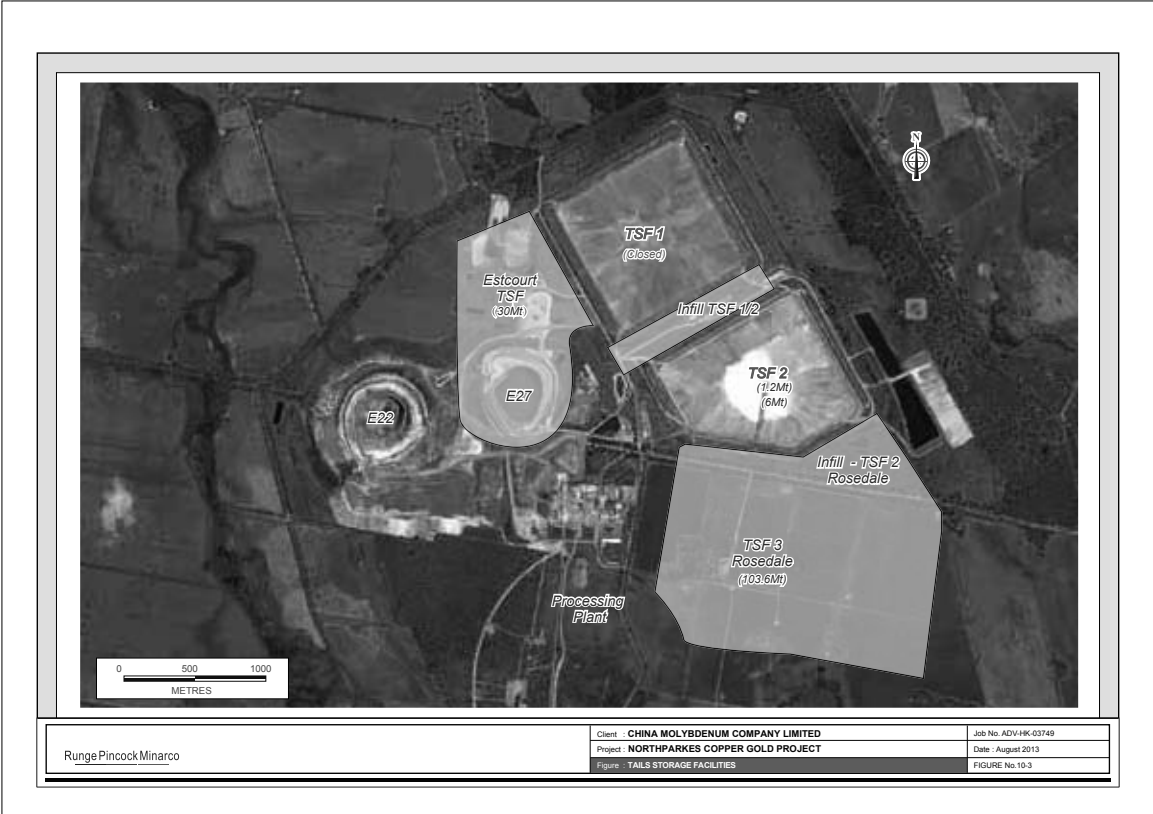 N
TSF 1
(Closed)
Estcourt
TSF
(30Mt)
Infill TSF 1/2
TSF 2
(1.2Mt)
(6Mt)
E27
E22
Infill - TSF 2
Rosedale
TSF 3
Rosedale
(103.6Mt)
Processing
Plant
0 500 1000
METRES
Runge Pincock Minarco
Client : CHINA MOLYBDENUM COMPANY LIMITED
Project : NORTHPARKES COPPER GOLD PROJECT
Figure : TAILS STORAGE FACILITIES
Job No. ADV-HK-03749
Date : August 2013
FIGURE No.10-3